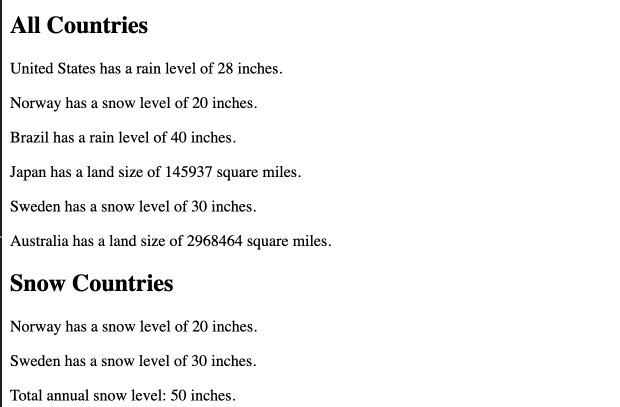 All Countries
United States has a rain level of 28 inches.
Norway has a snow level of 20 inches.
Brazil has a rain level of 40 inches.
Japan has a land size of 145937 square miles.
Sweden has a snow level of 30 inches.
Australia has a land size of 2968464 square miles.
Snow Countries
Norway has a snow level of 20 inches.
Sweden has a snow level of 30 inches.
Total annual snow level: 50 inches.